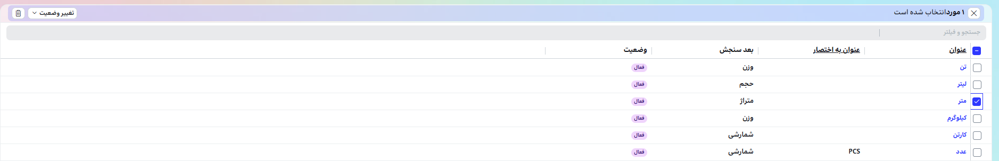 ۱ مورد انتخاب شده است
تغییر وضعیت
جستجو و فیلتر
عنوان عنوان به اختصار بعد سنجش وضعیت
تن وزن فعال
لیتر حجم فعال
متر متراژ فعال
کیلوگرم وزن فعال
کارتن شمارشی فعال
عدد PCS شمارشی فعال